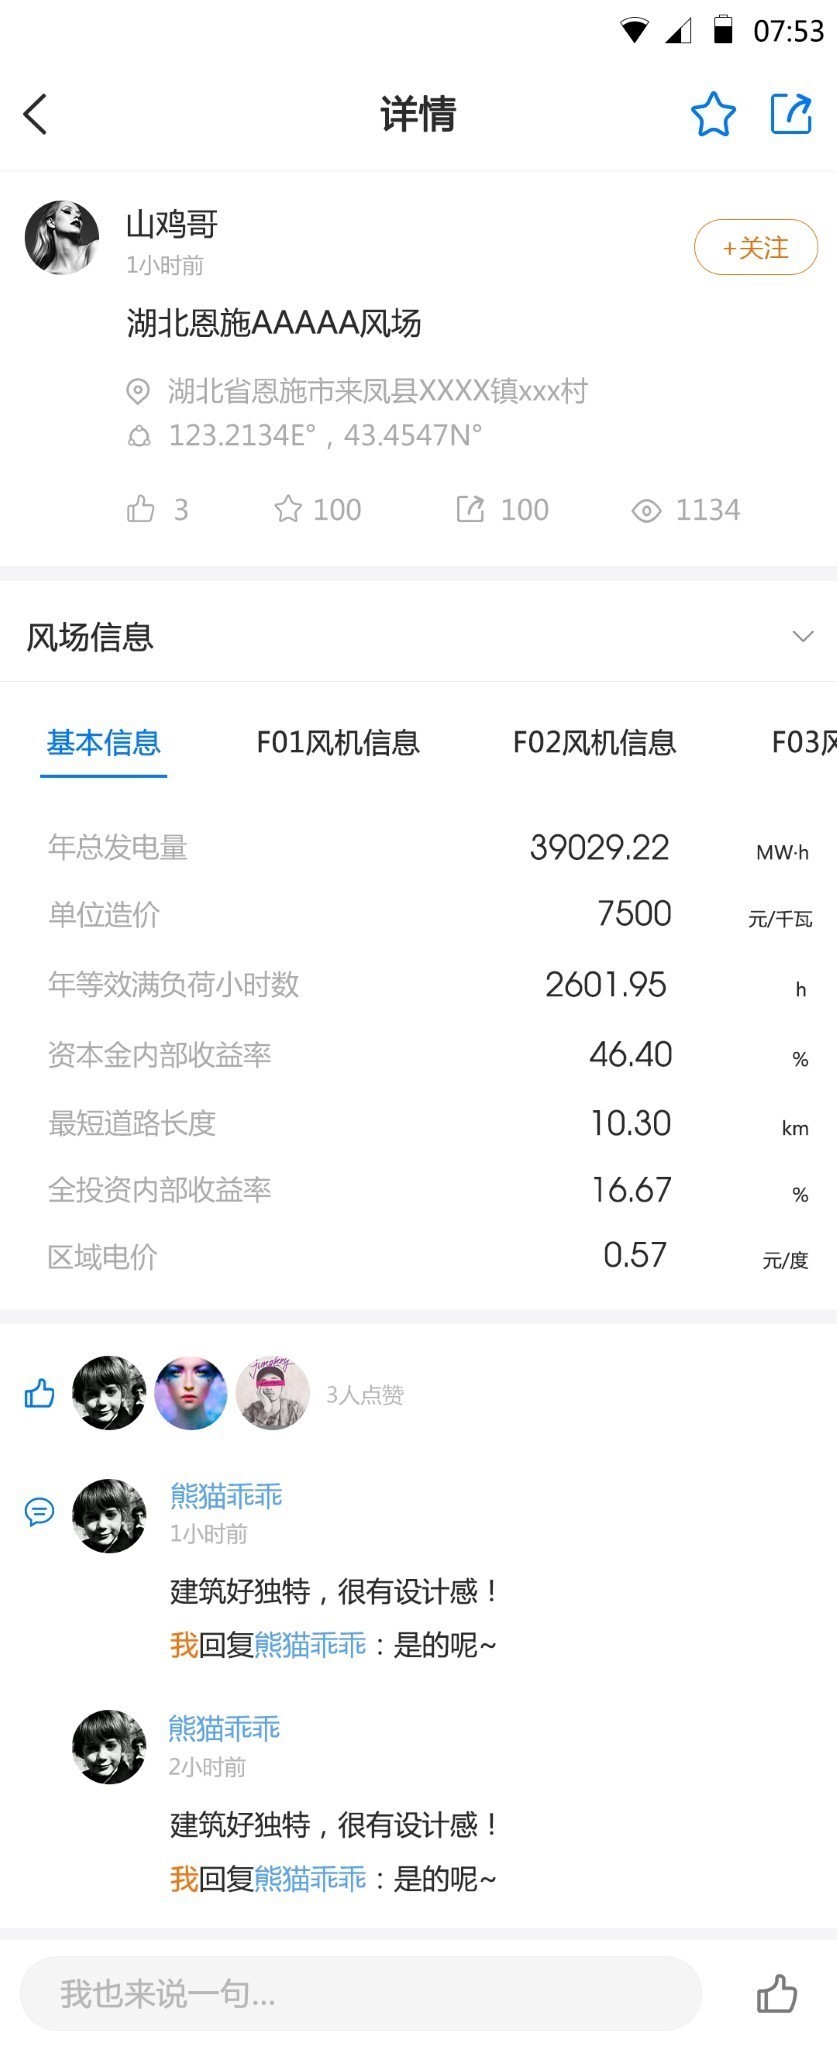 07:53
详情
山鸡哥
1小时前
+关注
湖北恩施AAAAA风场
湖北省恩施市来凤县XXXX镇xxx村
123.2134E°，43.4547N°
3 100 100 1134
风场信息
基本信息 F01风机信息 F02风机信息 F03风
年总发电量 39029.22 MW·h
单位造价 7500 元/千瓦
年等效满负荷小时数 2601.95 h
资本金内部收益率 46.40 %
最短道路长度 10.30 km
全投资内部收益率 16.67 %
区域电价 0.57 元/度
3人点赞
熊猫乖乖
1小时前
建筑好独特，很有设计感！
我回复熊猫乖乖：是的呢~
熊猫乖乖
2小时前
建筑好独特，很有设计感！
我回复熊猫乖乖：是的呢~
我也来说一句...